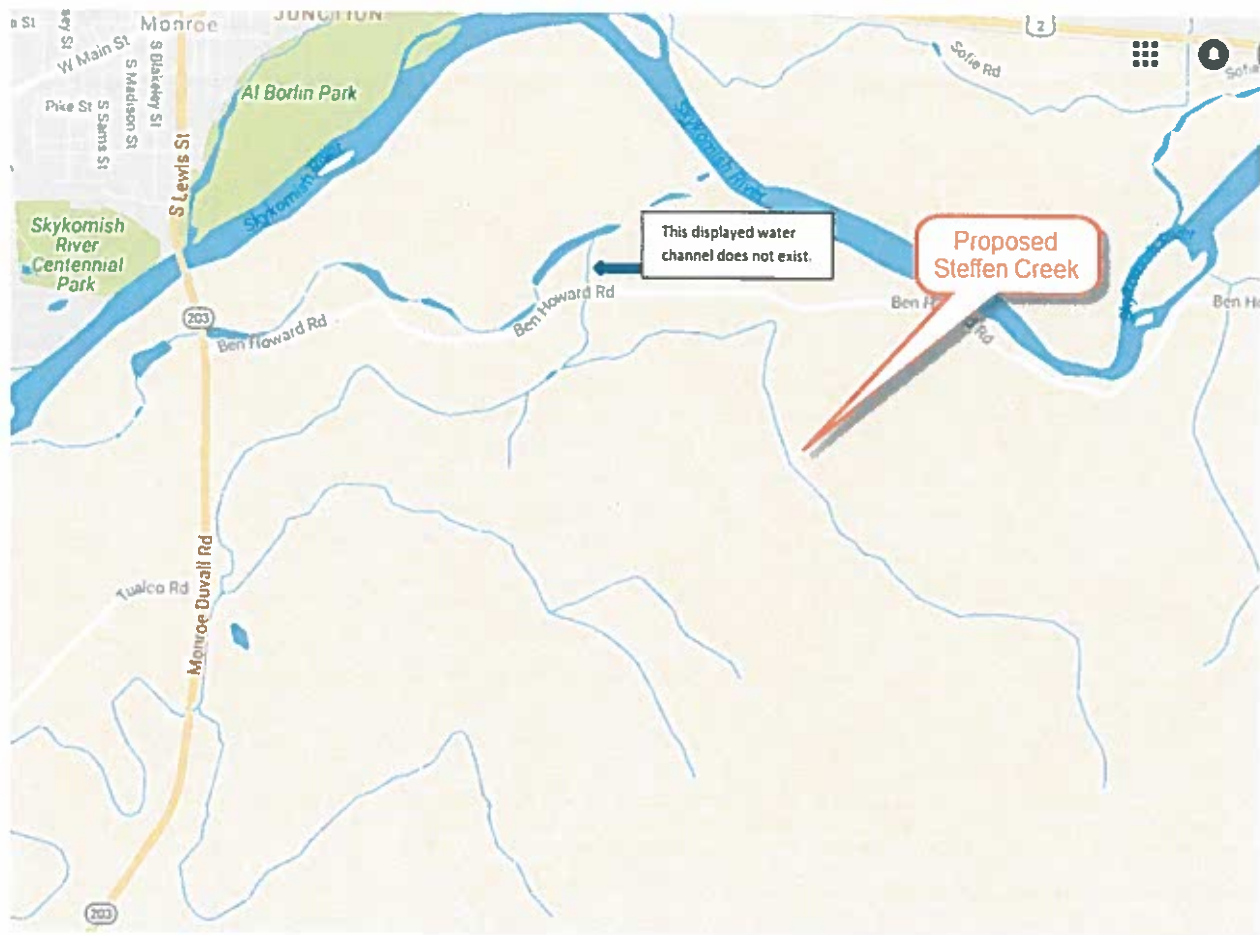 Monroe
JUNCTION
2
W Main St
S Blakeley St
S Madison St
Pike St
S Sams St
Al Borlin Park
Sofie Rd
Skykomish River
S Lewis St
Skykomish River
Skykomish
River
Centennial
Park
This displayed water
channel does not exist.
Proposed
Steffen Creek
203
Ben Howard Rd
Ben Howard Rd
Rd
Tualco Rd
Monroe Duvall Rd
203